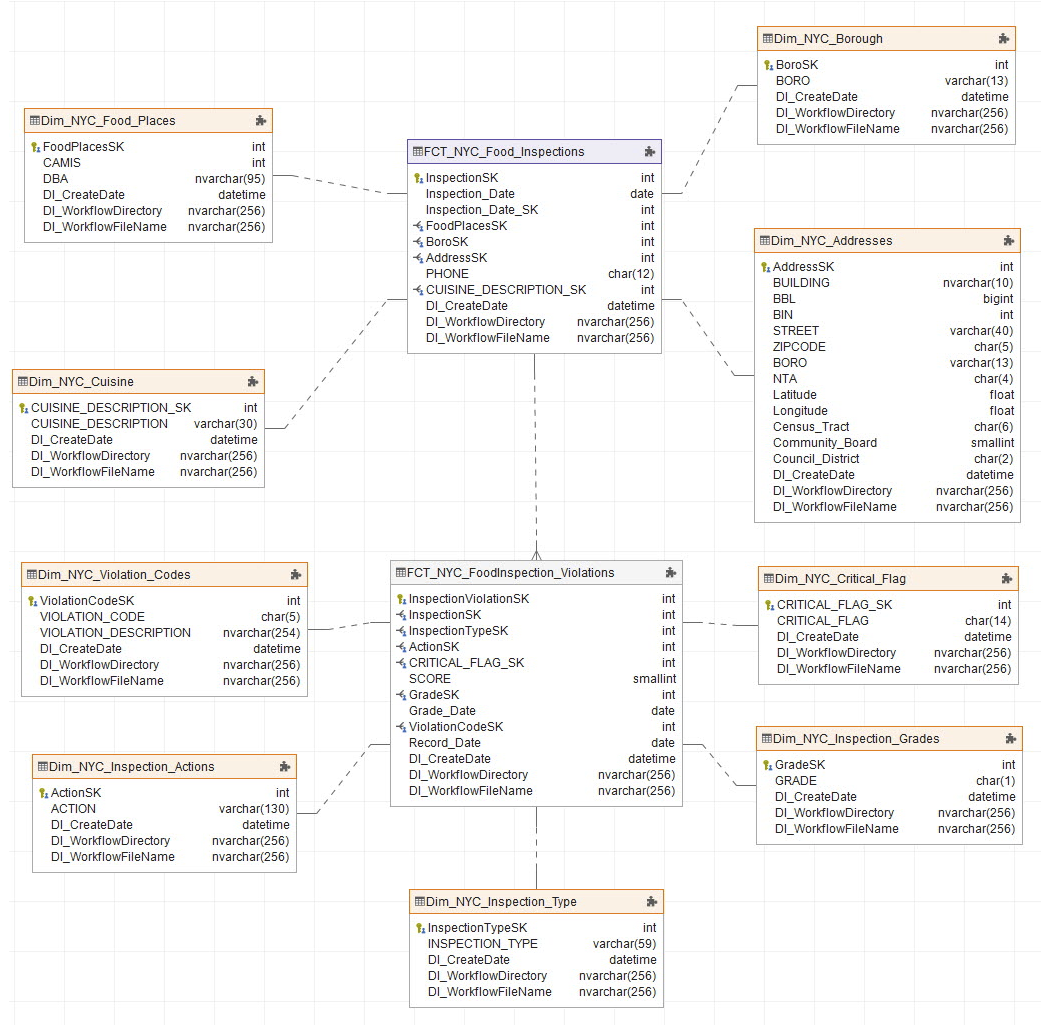 Dim_NYC_Borough
BoroSK int
BORO varchar(13)
DI_CreateDate datetime
DI_WorkflowDirectory nvarchar(256)
DI_WorkflowFileName nvarchar(256)
Dim_NYC_Food_Places
FoodPlacesSK int
CAMIS int
DBA nvarchar(95)
DI_CreateDate datetime
DI_WorkflowDirectory nvarchar(256)
DI_WorkflowFileName nvarchar(256)
FCT_NYC_Food_Inspections
InspectionSK int
Inspection_Date date
Inspection_Date_SK int
FoodPlacesSK int
BoroSK int
AddressSK int
PHONE char(12)
CUISINE_DESCRIPTION_SK int
DI_CreateDate datetime
DI_WorkflowDirectory nvarchar(256)
DI_WorkflowFileName nvarchar(256)
Dim_NYC_Addresses
AddressSK int
BUILDING nvarchar(10)
BBL bigint
BIN int
STREET varchar(40)
ZIPCODE char(5)
BORO varchar(13)
NTA char(4)
Latitude float
Longitude float
Census_Tract char(6)
Community_Board smallint
Council_District char(2)
DI_CreateDate datetime
DI_WorkflowDirectory nvarchar(256)
DI_WorkflowFileName nvarchar(256)
Dim_NYC_Cuisine
CUISINE_DESCRIPTION_SK int
CUISINE_DESCRIPTION varchar(30)
DI_CreateDate datetime
DI_WorkflowDirectory nvarchar(256)
DI_WorkflowFileName nvarchar(256)
Dim_NYC_Violation_Codes
ViolationCodeSK int
VIOLATION_CODE char(5)
VIOLATION_DESCRIPTION nvarchar(254)
DI_CreateDate datetime
DI_WorkflowDirectory nvarchar(256)
DI_WorkflowFileName nvarchar(256)
FCT_NYC_FoodInspection_Violations
InspectionViolationSK int
InspectionSK int
InspectionTypeSK int
ActionSK int
CRITICAL_FLAG_SK int
SCORE smallint
GradeSK int
Grade_Date date
ViolationCodeSK int
Record_Date date
DI_CreateDate datetime
DI_WorkflowDirectory nvarchar(256)
DI_WorkflowFileName nvarchar(256)
Dim_NYC_Critical_Flag
CRITICAL_FLAG_SK int
CRITICAL_FLAG char(14)
DI_CreateDate datetime
DI_WorkflowDirectory nvarchar(256)
DI_WorkflowFileName nvarchar(256)
Dim_NYC_Inspection_Actions
ActionSK int
ACTION varchar(130)
DI_CreateDate datetime
DI_WorkflowDirectory nvarchar(256)
DI_WorkflowFileName nvarchar(256)
Dim_NYC_Inspection_Grades
GradeSK int
GRADE char(1)
DI_CreateDate datetime
DI_WorkflowDirectory nvarchar(256)
DI_WorkflowFileName nvarchar(256)
Dim_NYC_Inspection_Type
InspectionTypeSK int
INSPECTION_TYPE varchar(59)
DI_CreateDate datetime
DI_WorkflowDirectory nvarchar(256)
DI_WorkflowFileName nvarchar(256)